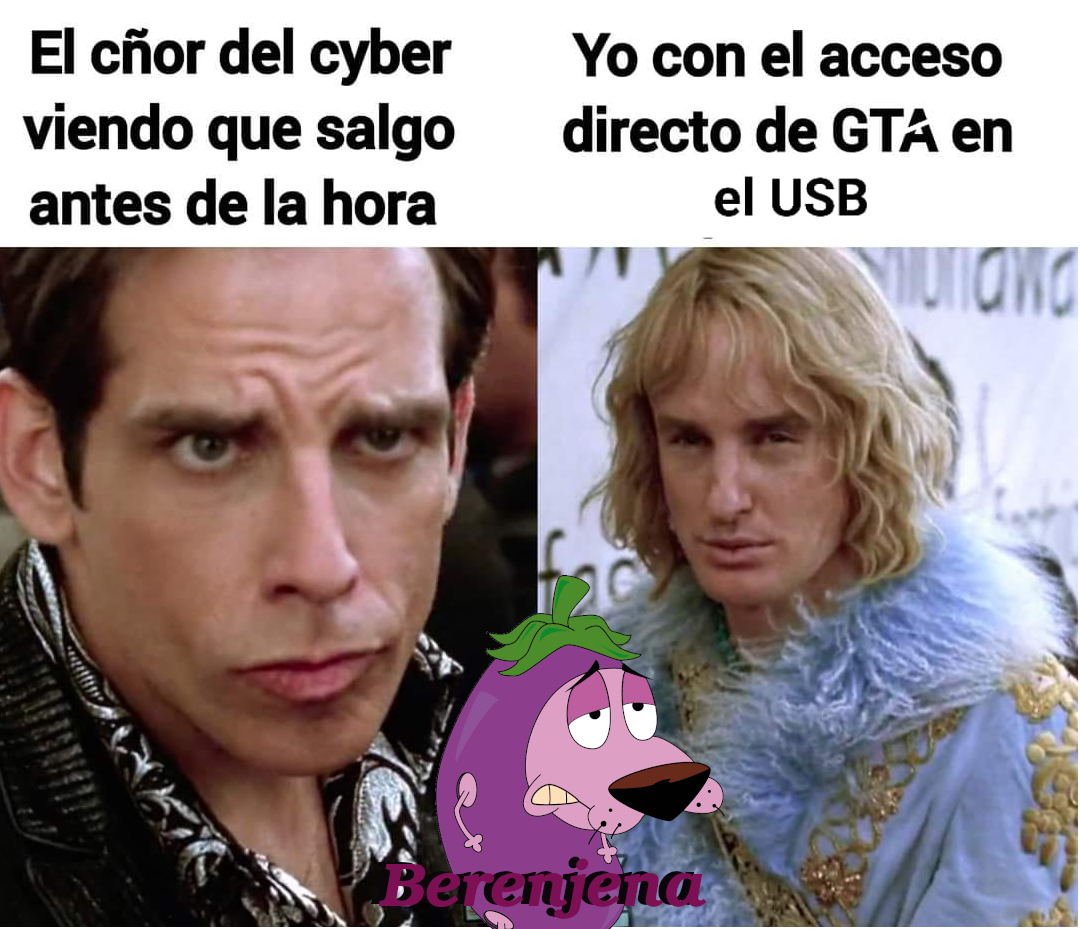 El cñor del cyber
viendo que salgo
antes de la hora
Yo con el acceso
directo de GTA en
el USB
Berenjena